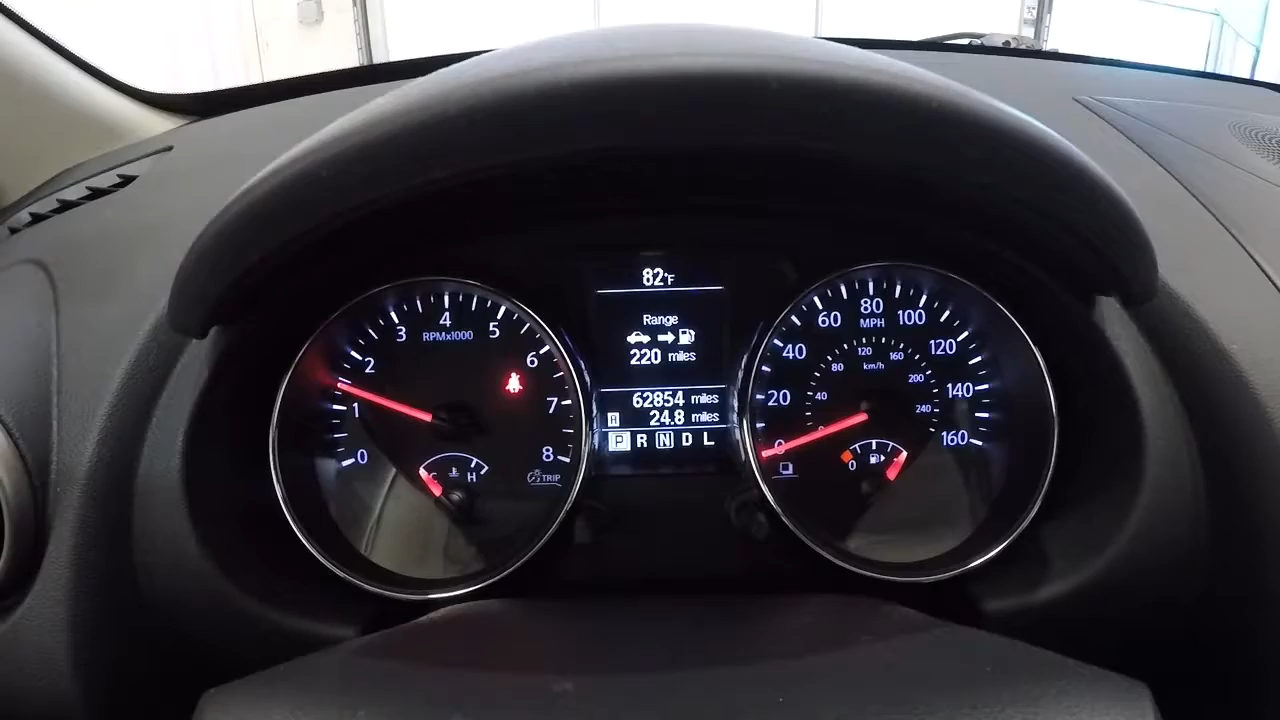 82°F
Range
220 miles
62854 miles
A 24.8 miles
P R N D L
0 1 2 3 4 5 6 7 8
RPMx1000
C H
TRIP
0 20 40 60 80 100 120 140 160
MPH
40 80 120 160 200 240
km/h
0